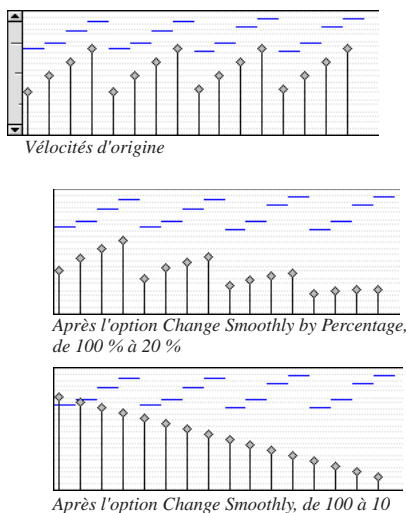 Vélocités d'origine
Après l'option Change Smoothly by Percentage,
de 100 % à 20 %
Après l'option Change Smoothly, de 100 à 10